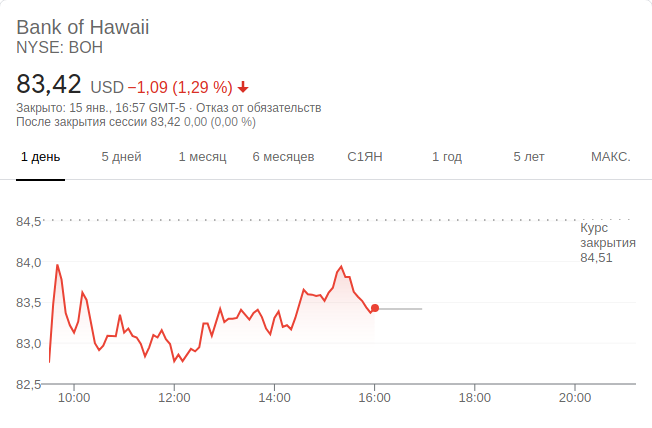 Bank of Hawaii
NYSE: BOH
83,42 USD −1,09 (1,29 %)
Закрыто: 15 янв., 16:57 GMT-5 · Отказ от обязательств
После закрытия сессии 83,42 0,00 (0,00 %)
1 день 5 дней 1 месяц 6 месяцев С1ЯН 1 год 5 лет МАКС.
84,5
Курс
закрытия
84,51
84,0
83,5
83,0
82,5
10:00 12:00 14:00 16:00 18:00 20:00